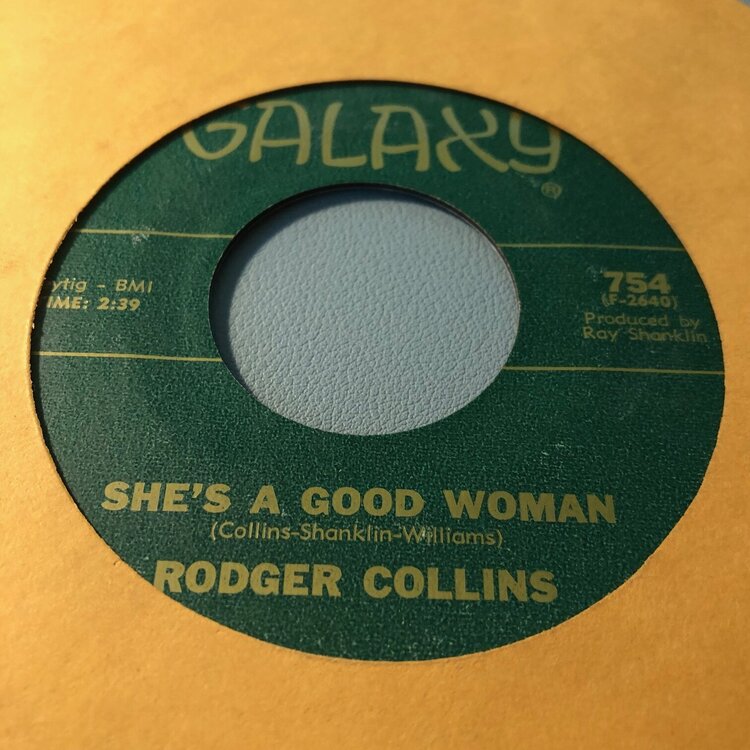 GALAXY
®
ytig - BMI
IME: 2:39
754
(F-2640)
Produced by
Ray Shanklin
SHE'S A GOOD WOMAN
(Collins-Shanklin-Williams)
RODGER COLLINS